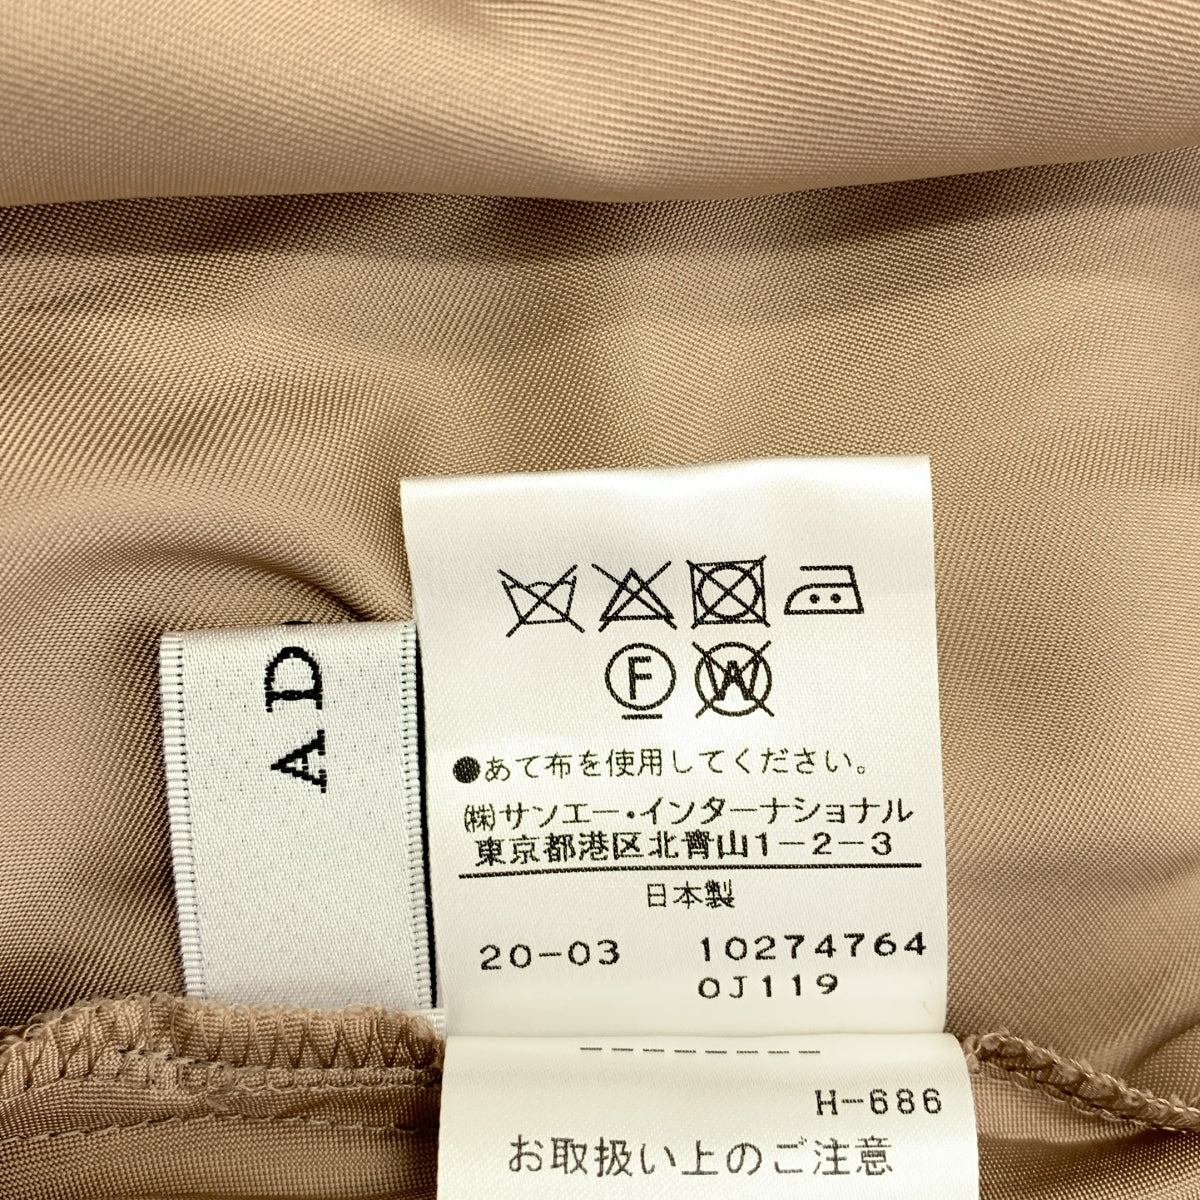 AD
F
W
●あて布を使用してください。
㈱サンエー・インターナショナル
東京都港区北青山1-2-3
日本製
20-03 10274764
0J119
-------
H-686
お取扱い上のご注意